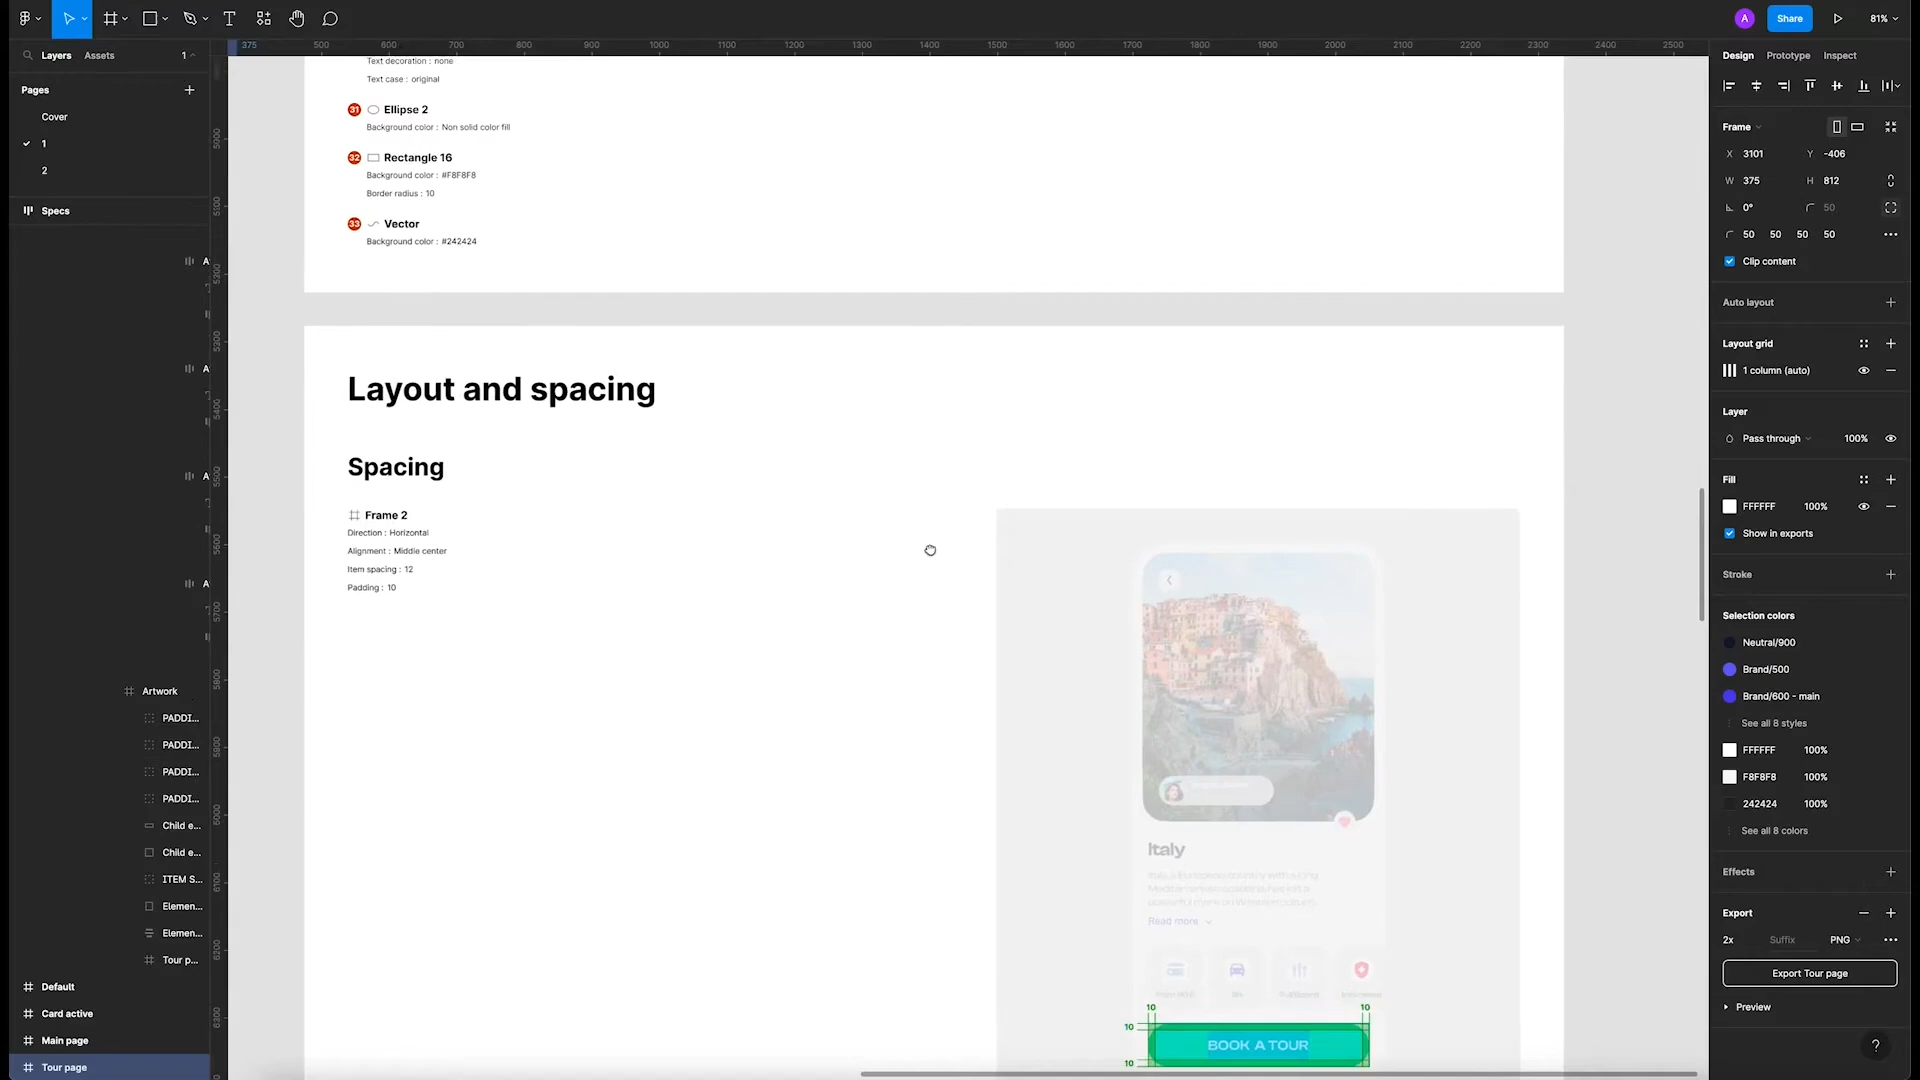 A
Share
81%
Layers
Assets
1
Pages
Cover
1
2
Specs
A
A
A
A
Artwork
PADDI...
PADDI...
PADDI...
PADDI...
Child e...
Child e...
ITEM S...
Elemen...
Elemen...
Tour p...
Default
Card active
Main page
Tour page
375
500
600
700
800
900
1000
1100
1200
1300
1400
1500
1600
1700
1800
1900
2000
2100
2200
2300
2400
2500
Text decoration : none
Text case : original
31 Ellipse 2
Background color : Non solid color fill
32 Rectangle 16
Background color : #F8F8F8
Border radius : 10
33 Vector
Background color : #242424
Layout and spacing
Spacing
Frame 2
Direction : Horizontal
Alignment : Middle center
Item spacing : 12
Padding : 10
Italy
Read more
10
10
10
BOOK A TOUR
10
Design
Prototype
Inspect
Frame
X 3101
Y -406
W 375
H 812
0°
50
50
50
50
50
Clip content
Auto layout
Layout grid
1 column (auto)
Layer
Pass through
100%
Fill
FFFFFF
100%
Show in exports
Stroke
Selection colors
Neutral/900
Brand/500
Brand/600 - main
See all 8 styles
FFFFFF
100%
F8F8F8
100%
242424
100%
See all 8 colors
Effects
Export
2x
Suffix
PNG
Export Tour page
Preview
?